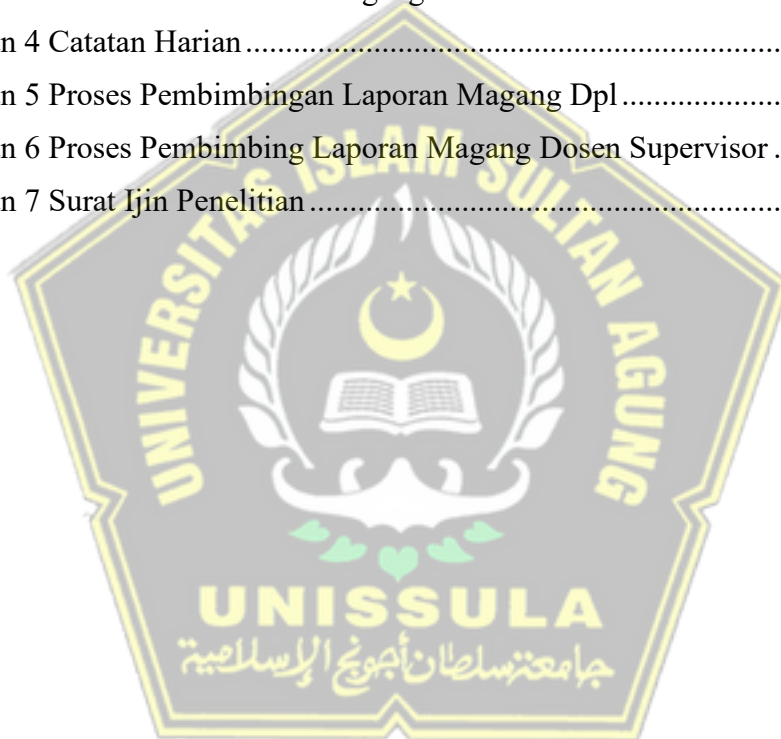 n 4 Catatan Harian...............................................................
n 5 Proses Pembimbingan Laporan Magang Dpl....................
n 6 Proses Pembimbing Laporan Magang Dosen Supervisor .
n 7 Surat Ijin Penelitian.......................................................
UNIVERSITAS ISLAM SULTAN AGUNG
UNISSULA
جامعة سلطان أجونج الإسلامية